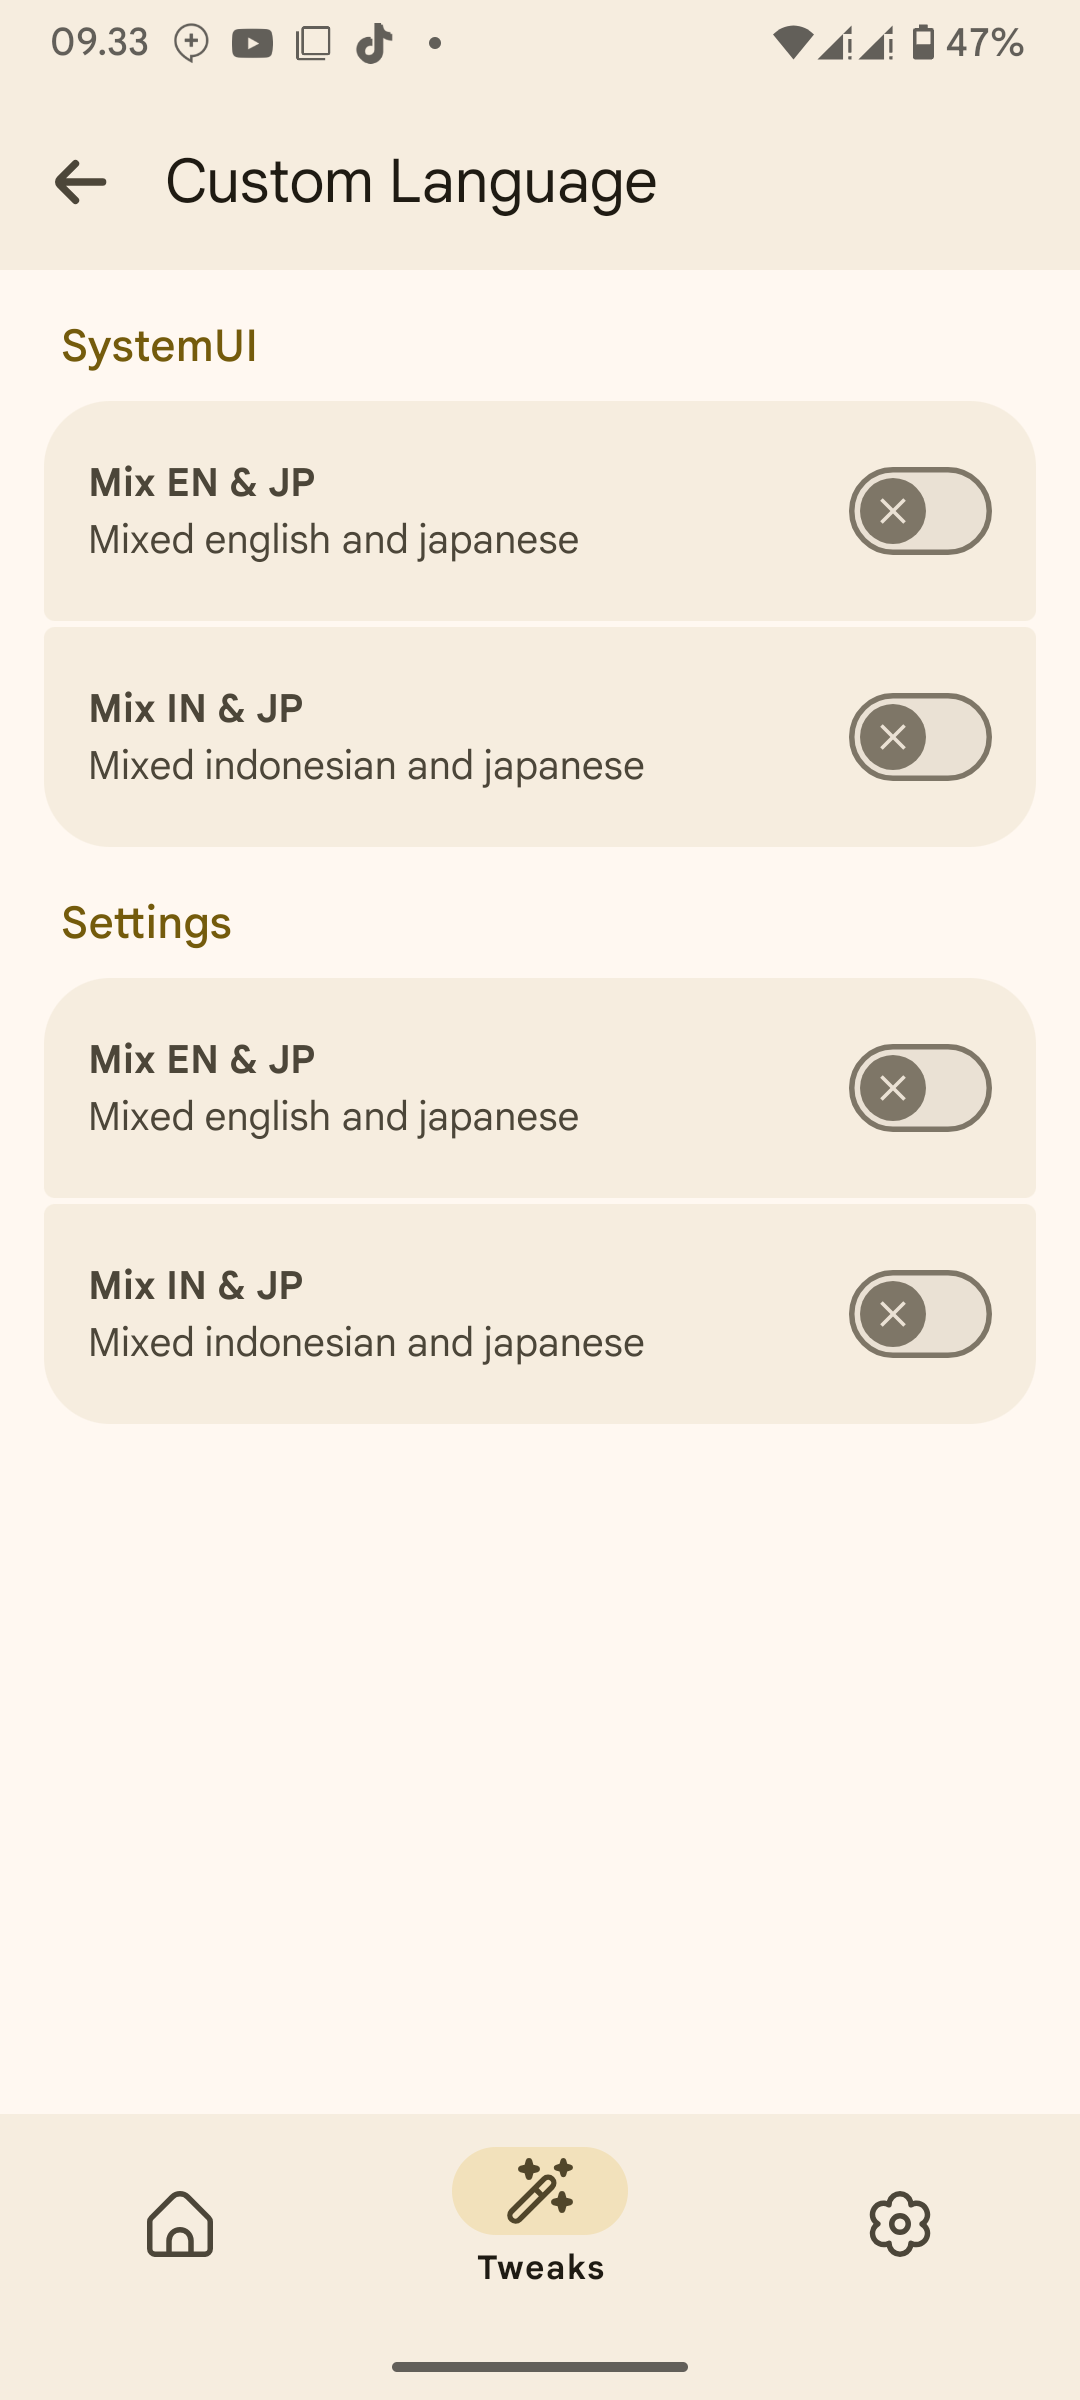 09.33
47%
Custom Language
SystemUI
Mix EN & JP
Mixed english and japanese
Mix IN & JP
Mixed indonesian and japanese
Settings
Mix EN & JP
Mixed english and japanese
Mix IN & JP
Mixed indonesian and japanese
Tweaks